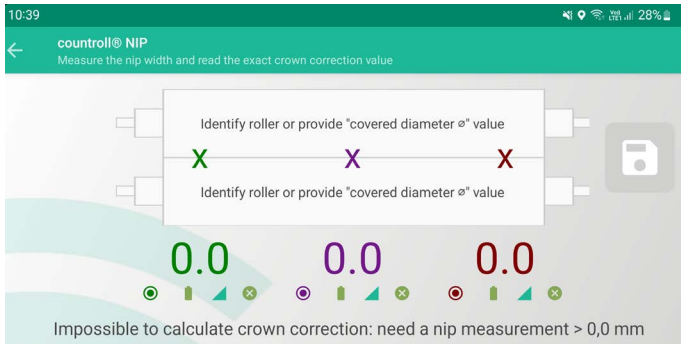 10:39
Vo)) LTE1 28%
countroll® NIP
Measure the nip width and read the exact crown correction value
Identify roller or provide "covered diameter ⌀" value
X X X
Identify roller or provide "covered diameter ⌀" value
0.0 0.0 0.0
Impossible to calculate crown correction: need a nip measurement > 0,0 mm